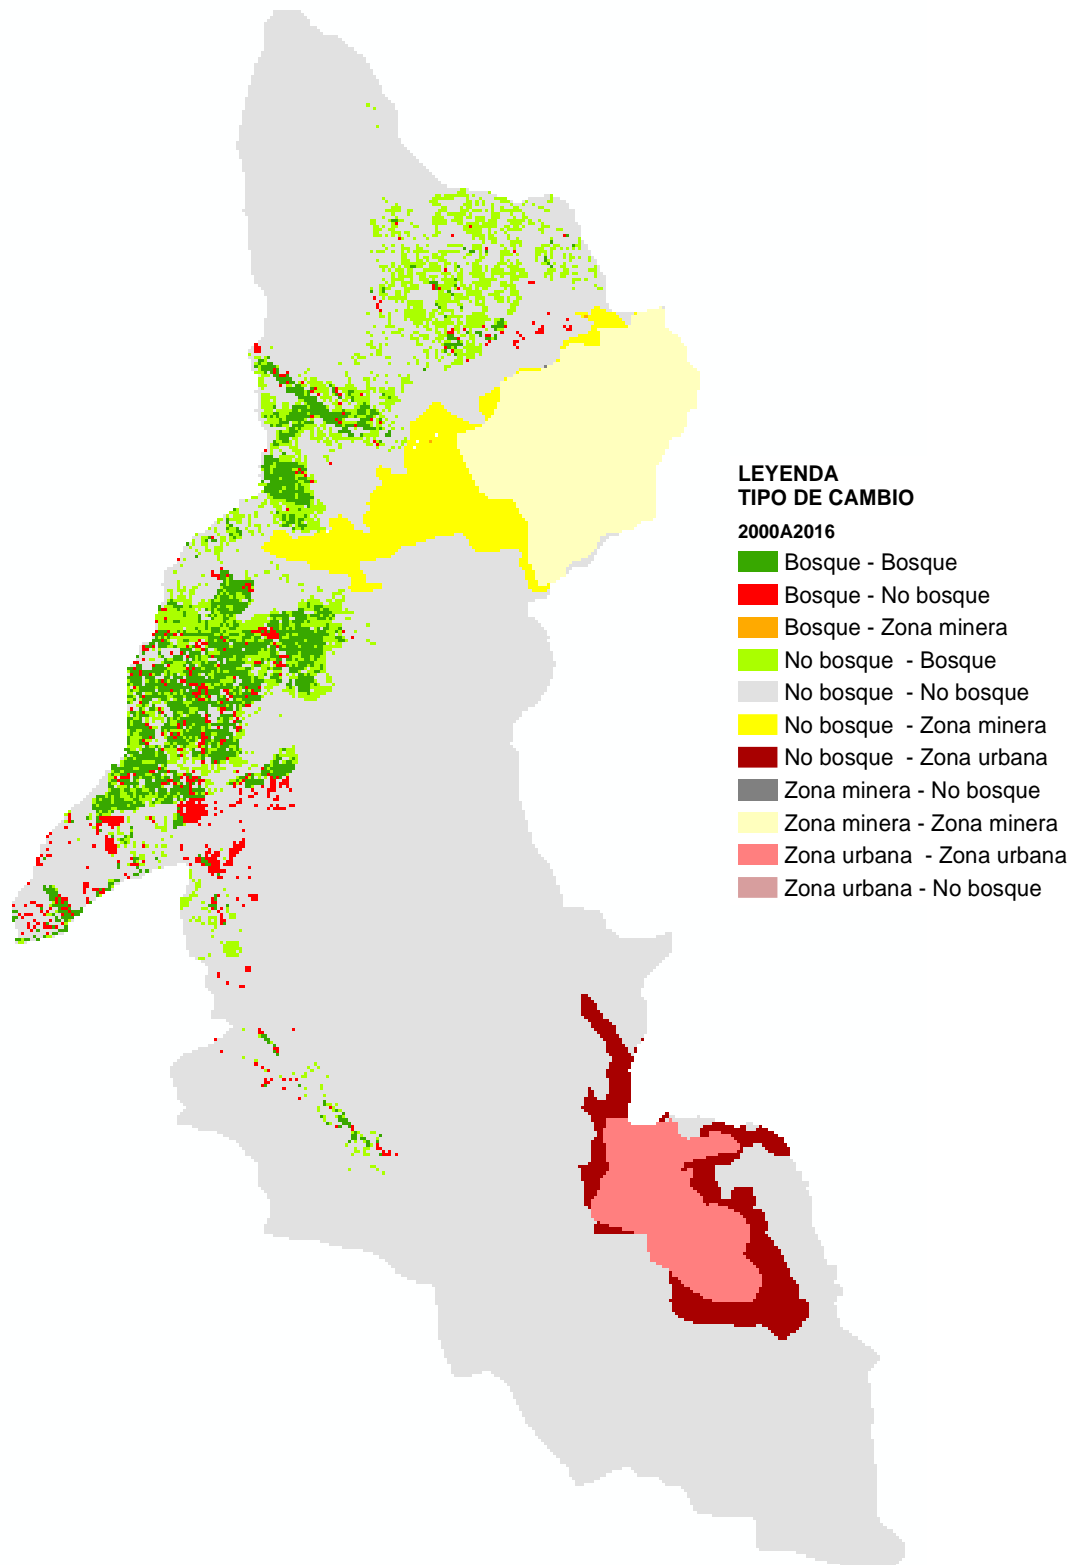 LEYENDA
TIPO DE CAMBIO
2000A2016
Bosque - Bosque
Bosque - No bosque
Bosque - Zona minera
No bosque - Bosque
No bosque - No bosque
No bosque - Zona minera
No bosque - Zona urbana
Zona minera - No bosque
Zona minera - Zona minera
Zona urbana - Zona urbana
Zona urbana - No bosque